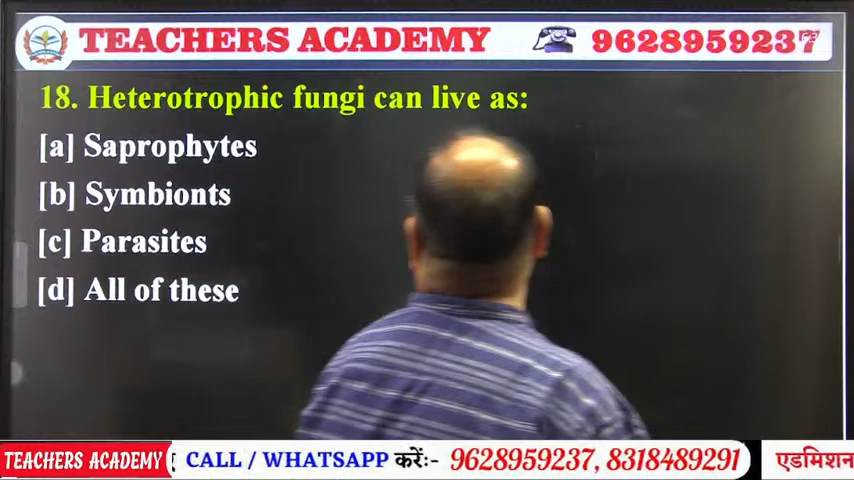 TEACHERS ACADEMY 9628959237
18. Heterotrophic fungi can live as:
[a] Saprophytes
[b] Symbionts
[c] Parasites
[d] All of these
TEACHERS ACADEMY CALL / WHATSAPP करेंः- 9628959237, 8318489291 एडमिशन